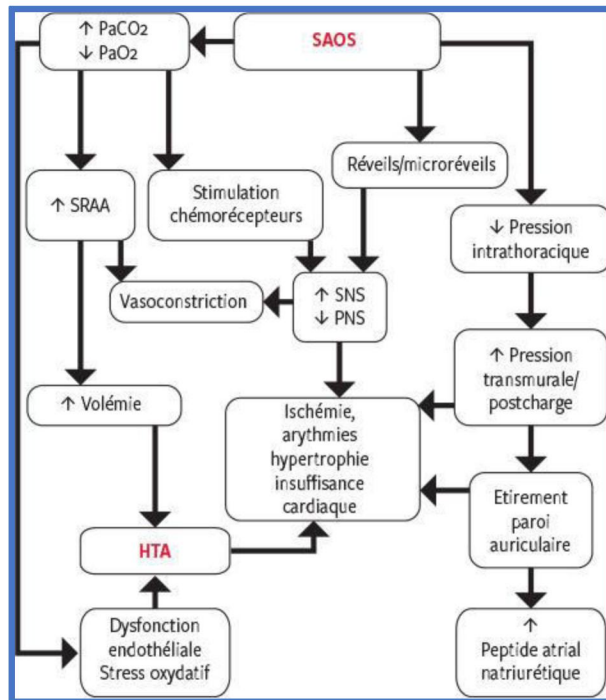 ↑ PaCO2
↓ PaO2
SAOS
Réveils/microréveils
↑ SRAA
Stimulation
chémorécepteurs
↓ Pression
intrathoracique
Vasoconstriction
↑ SNS
↓ PNS
↑ Pression
transmurale/
postcharge
↑ Volémie
Ischémie,
arythmies
hypertrophie
insuffisance
cardiaque
Etirement
paroi
auriculaire
HTA
Dysfonction
endothéliale
Stress oxydatif
↑
Peptide atrial
natriurétique